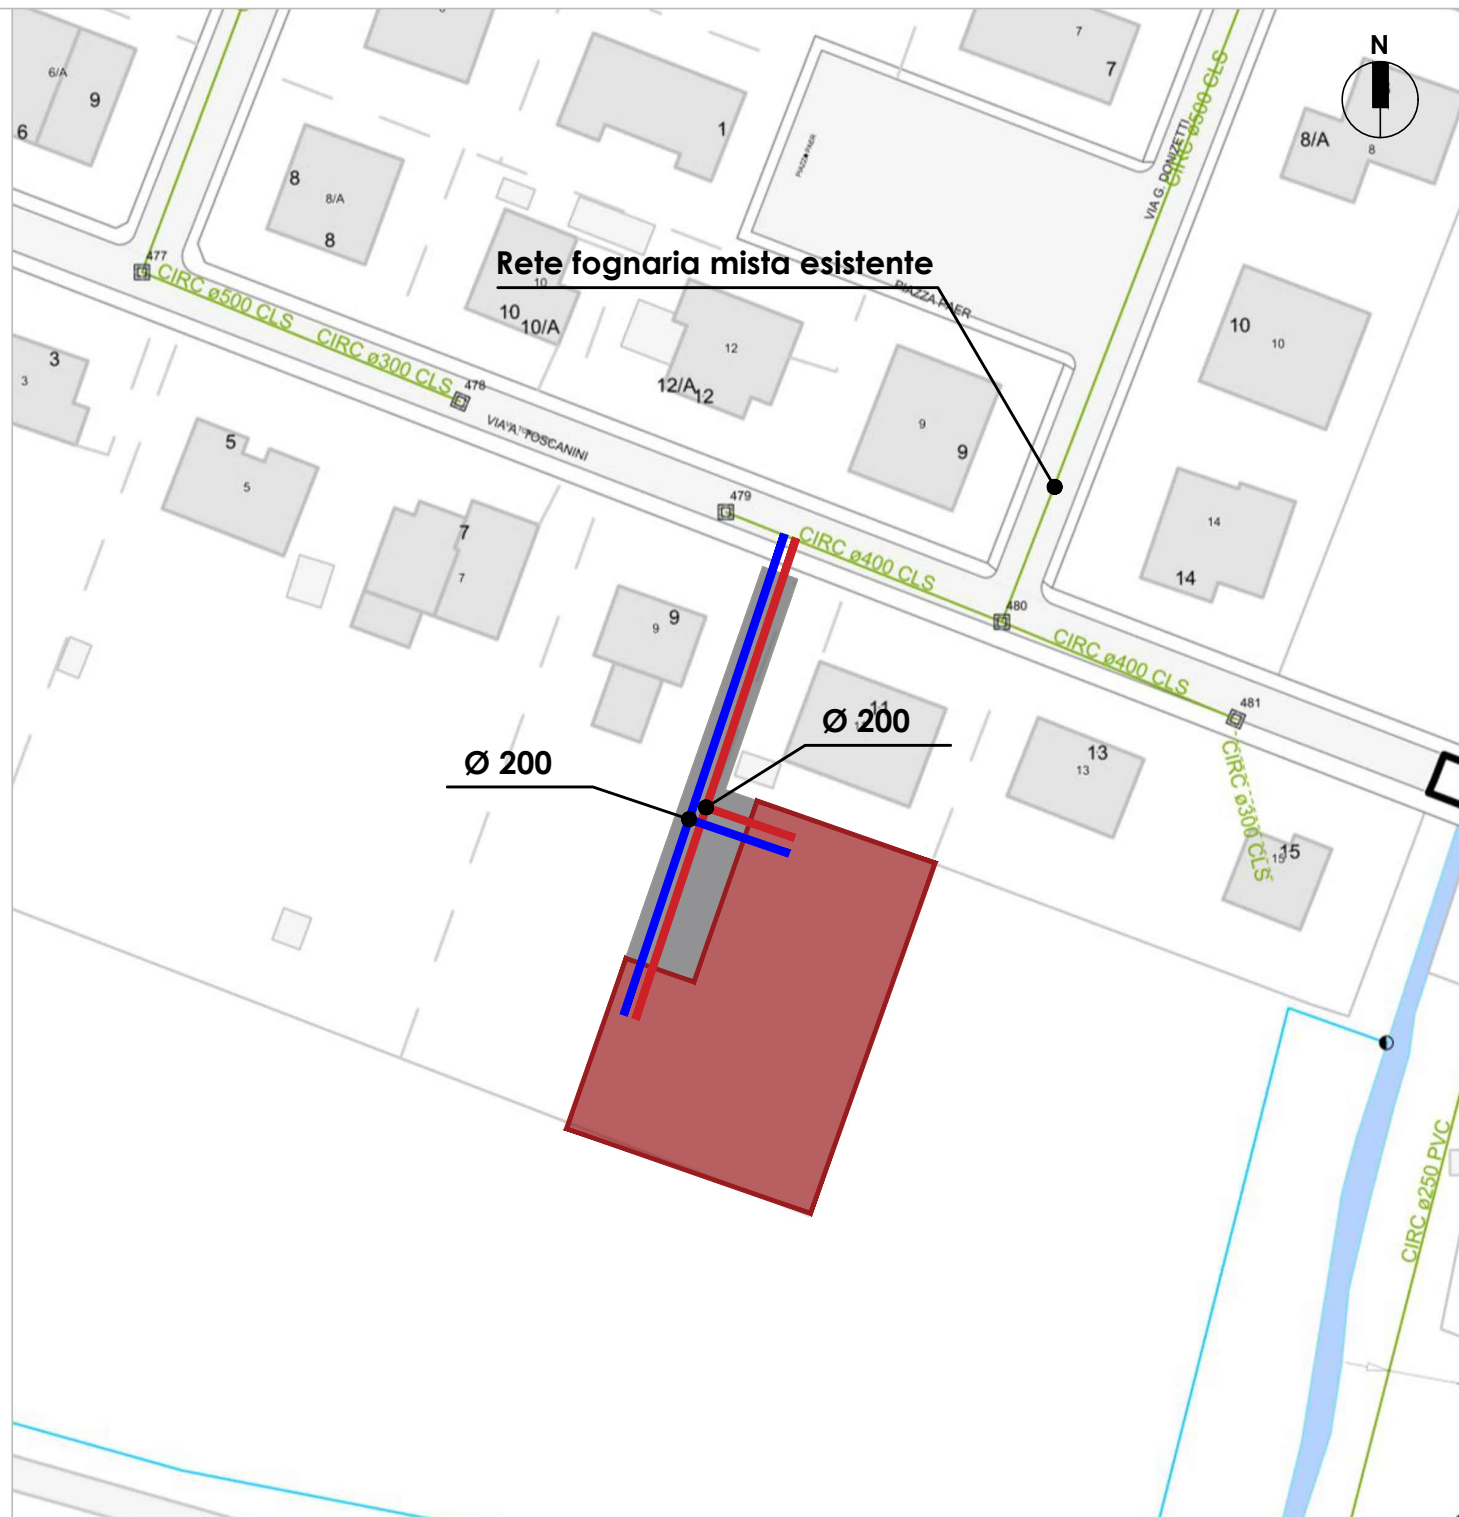 N
6/A
9
6
1
7
7
8/A
8
8
8/A
8
477
CIRC ø500 CLS
CIRC ø300 CLS
478
VIA A. TOSCANINI
10
10
10/A
Rete fognaria mista esistente
PIAZZA PAER
PIAZZA PAER
VIA G. DONIZETTI
CIRC ø500 CLS
12
12/A
12
9
9
10
10
14
14
3
3
5
5
7
7
479
CIRC ø400 CLS
480
CIRC ø400 CLS
481
CIRC ø300 CLS
9
9
11
Ø 200
Ø 200
13
13
15
15
CIRC ø250 PVC